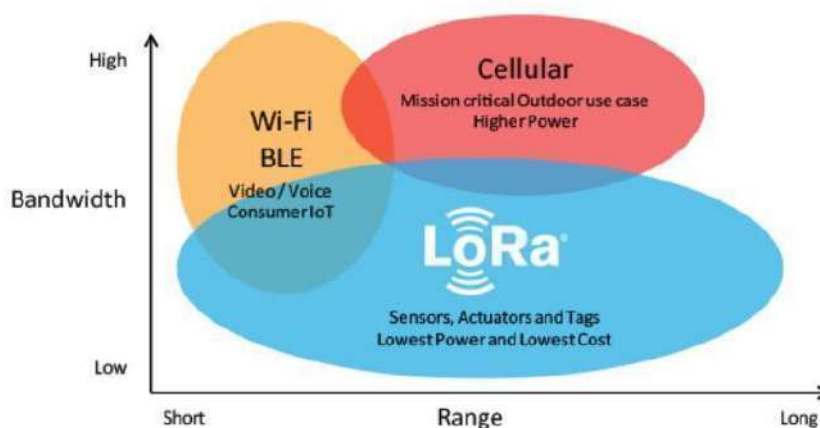 High
Bandwidth
Low
Wi-Fi
BLE
Video / Voice
Consumer IoT
Cellular
Mission critical Outdoor use case
Higher Power
LoRa®
Sensors, Actuators and Tags
Lowest Power and Lowest Cost
Short
Range
Long